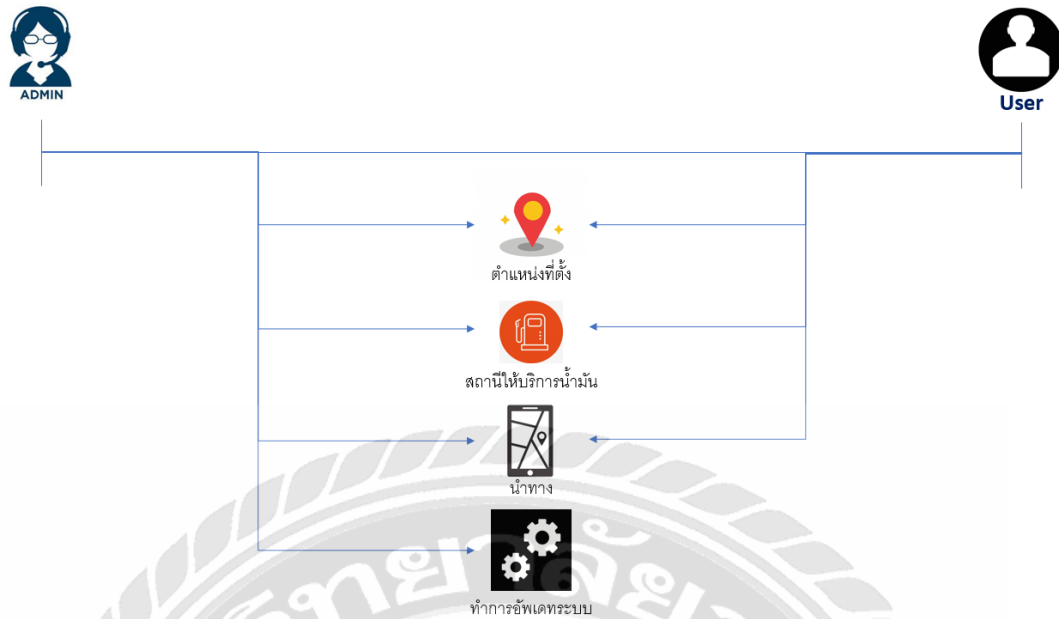 ADMIN
User
ตำแหน่งที่ตั้ง
สถานีให้บริการน้ำมัน
นำทาง
ทำการอัพเดทระบบ